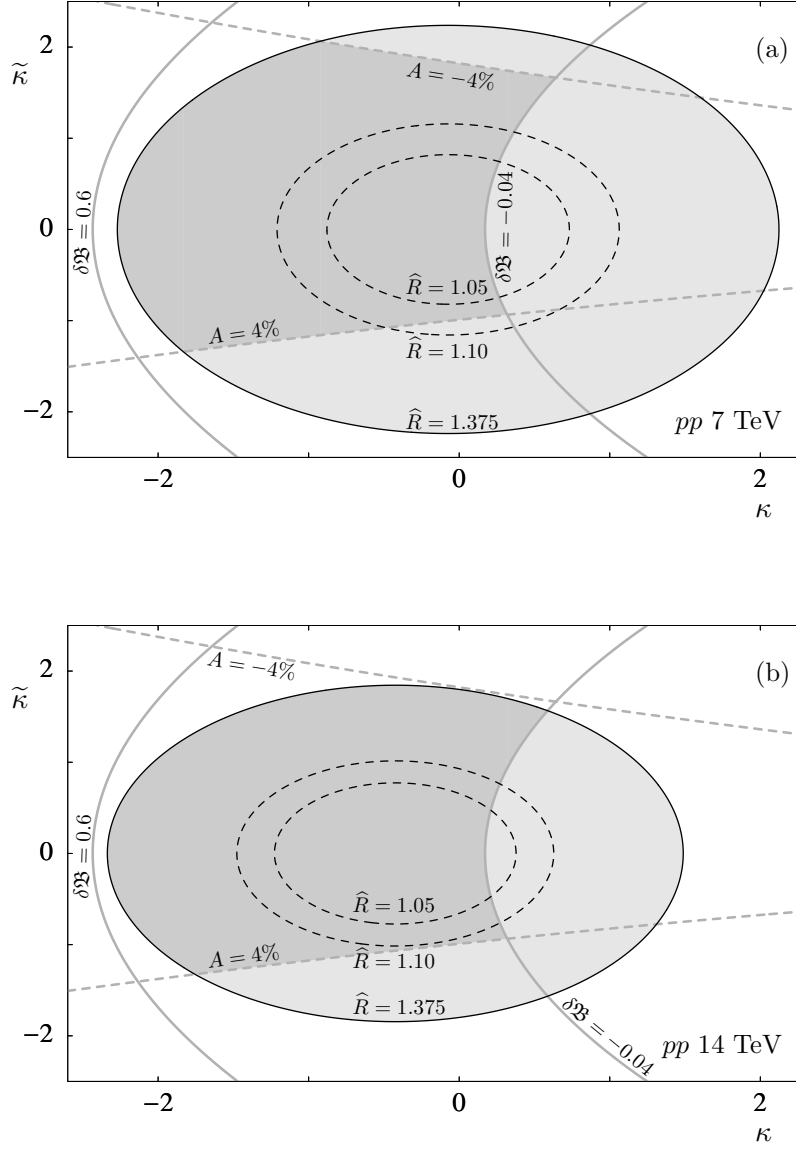 2
(a)
κ̃
A = −4%
δ𝔅 = 0.6
δ𝔅 = −0.04
0
R̂ = 1.05
A = 4%
R̂ = 1.10
−2
R̂ = 1.375
pp 7 TeV
−2
0
2
κ
2
A = −4%
(b)
κ̃
δ𝔅 = 0.6
0
R̂ = 1.05
A = 4%
R̂ = 1.10
R̂ = 1.375
δ𝔅 = −0.04
−2
pp 14 TeV
−2
0
2
κ